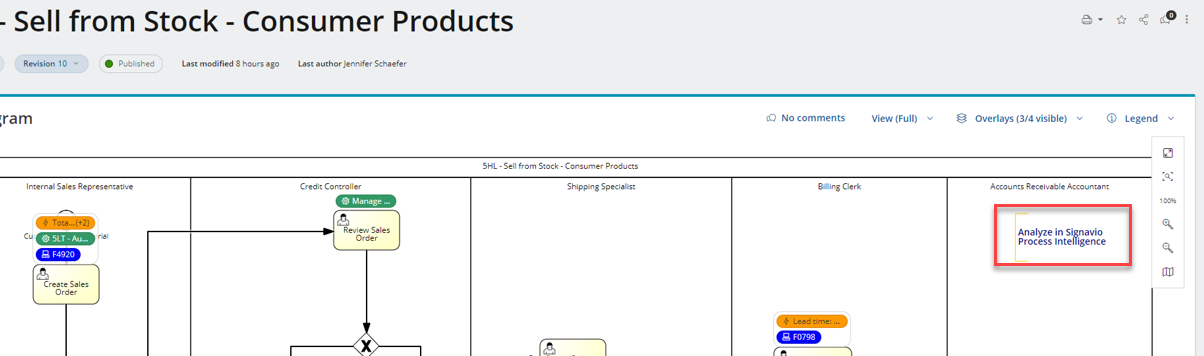 - Sell from Stock - Consumer Products
0
Revision 10
Published
Last modified 8 hours ago
Last author Jennifer Schaefer
gram
No comments
View (Full)
Overlays (3/4 visible)
Legend
5HL - Sell from Stock - Consumer Products
Internal Sales Representative
Credit Controller
Shipping Specialist
Billing Clerk
Accounts Receivable Accountant
100%
Manage ...
Tota...(+2)
Cu
rial
5LT - Au...
F4920
Review Sales
Order
Analyze in Signavio
Process Intelligence
Create Sales
Order
Lead time: ...
F0798
X